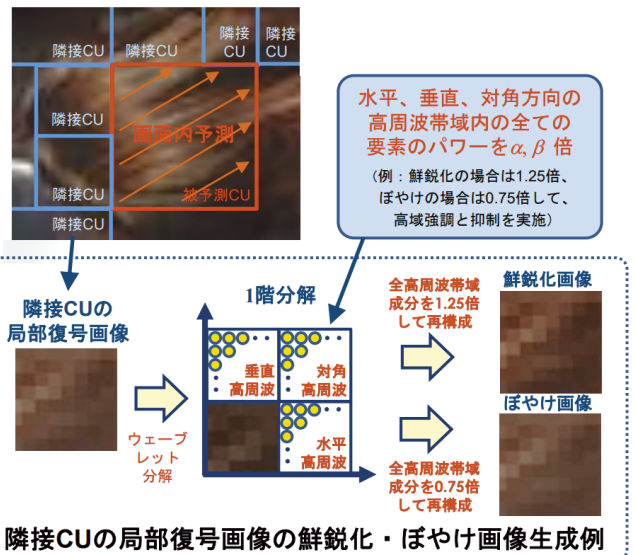 隣接CU
隣接CU
隣接
CU
隣接
CU
隣接CU
画面内予測
隣接CU
被予測CU
隣接CU
水平、垂直、対角方向の
高周波帯域内の全ての
要素のパワーをα, β 倍
（例：鮮鋭化の場合は1.25倍、
ぼやけの場合は0.75倍して、
高域強調と抑制を実施）
隣接CUの
局部復号画像
ウェーブ
レット
分解
1階分解
垂直
高周波
対角
高周波
水平
高周波
全高周波帯域
成分を1.25倍
して再構成
鮮鋭化画像
ぼやけ画像
全高周波帯域
成分を0.75倍
して再構成
隣接CUの局部復号画像の鮮鋭化・ぼやけ画像生成例